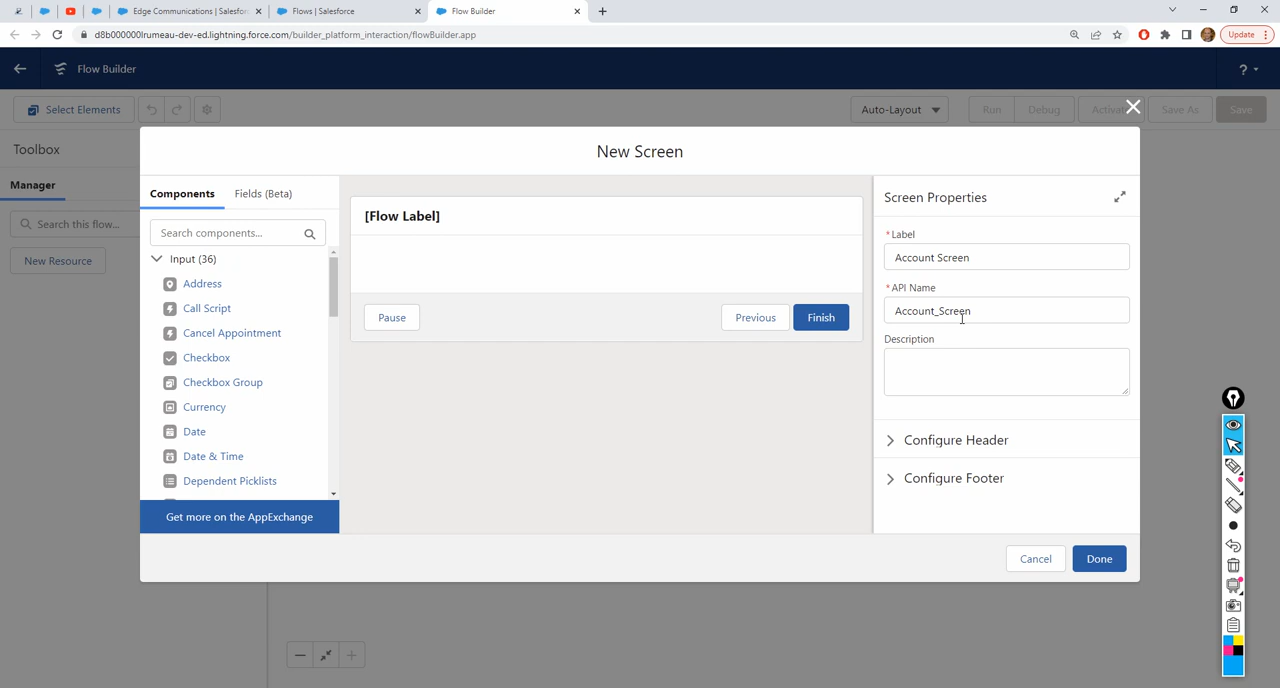 Edge Communications | Salesfor
Flows | Salesforce
Flow Builder
d8b000000lrumeau-dev-ed.lightning.force.com/builder_platform_interaction/flowBuilder.app
Update
Flow Builder
?
Select Elements
Auto-Layout
Run
Debug
Activat
Save As
Save
Toolbox
Manager
Search this flow...
New Resource
New Screen
Components
Fields (Beta)
Search components...
Input (36)
Address
Call Script
Cancel Appointment
Checkbox
Checkbox Group
Currency
Date
Date & Time
Dependent Picklists
Get more on the AppExchange
[Flow Label]
Pause
Previous
Finish
Screen Properties
* Label
Account Screen
* API Name
Account_Screen
Description
Configure Header
Configure Footer
Cancel
Done